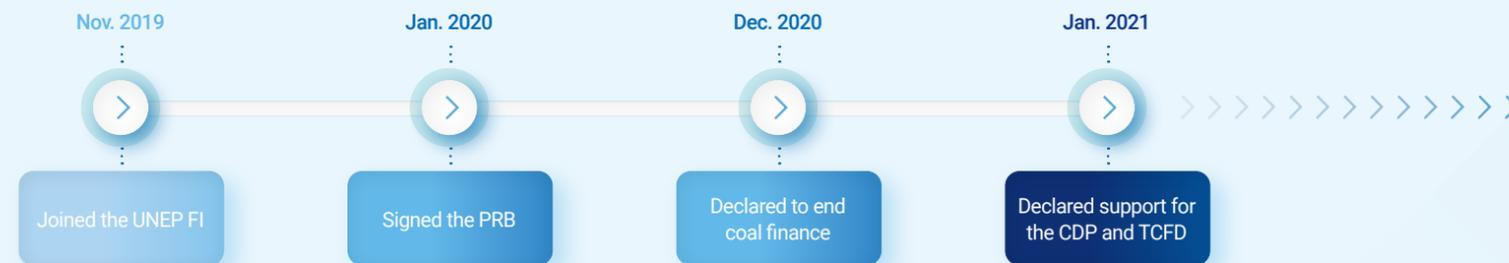 Nov. 2019
Jan. 2020
Dec. 2020
Jan. 2021
Joined the UNEP FI
Signed the PRB
Declared to end
coal finance
Declared support for
the CDP and TCFD